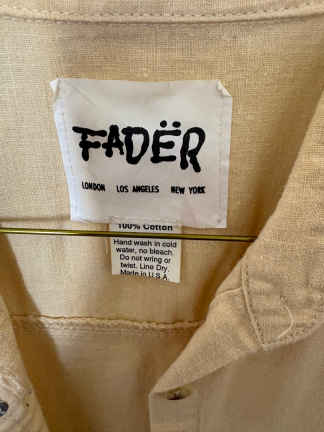 FADËR
LONDON LOS ANGELES NEW YORK
100% Cotton
Hand wash in cold
water, no bleach.
Do not wring or
twist. Line Dry.
Made in U.S.A.